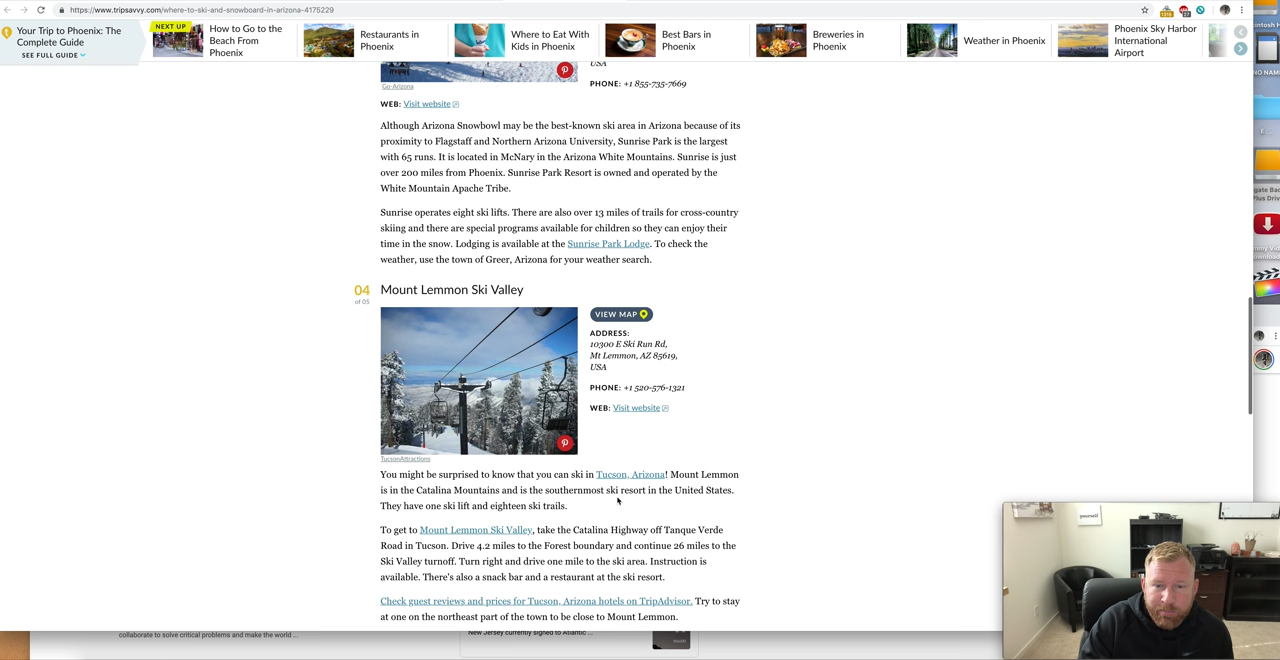 https://www.tripsavvy.com/where-to-ski-and-snowboard-in-arizona-4175229
Your Trip to Phoenix: The
Complete Guide
SEE FULL GUIDE
NEXT UP
How to Go to the
Beach From
Phoenix
Restaurants in
Phoenix
Where to Eat With
Kids in Phoenix
Best Bars in
Phoenix
Breweries in
Phoenix
Weather in Phoenix
Phoenix Sky Harbor
International
Airport
Go-Arizona
USA
PHONE: +1 855-735-7669
WEB: Visit website
Although Arizona Snowbowl may be the best-known ski area in Arizona because of its
proximity to Flagstaff and Northern Arizona University, Sunrise Park is the largest
with 65 runs. It is located in McNary in the Arizona White Mountains. Sunrise is just
over 200 miles from Phoenix. Sunrise Park Resort is owned and operated by the
White Mountain Apache Tribe.
Sunrise operates eight ski lifts. There are also over 13 miles of trails for cross-country
skiing and there are special programs available for children so they can enjoy their
time in the snow. Lodging is available at the Sunrise Park Lodge. To check the
weather, use the town of Greer, Arizona for your weather search.
04
of 05
Mount Lemmon Ski Valley
VIEW MAP
ADDRESS:
10300 E Ski Run Rd,
Mt Lemmon, AZ 85619,
USA
PHONE: +1 520-576-1321
WEB: Visit website
TucsonAttractions
You might be surprised to know that you can ski in Tucson, Arizona! Mount Lemmon
is in the Catalina Mountains and is the southernmost ski resort in the United States.
They have one ski lift and eighteen ski trails.
To get to Mount Lemmon Ski Valley, take the Catalina Highway off Tanque Verde
Road in Tucson. Drive 4.2 miles to the Forest boundary and continue 26 miles to the
Ski Valley turnoff. Turn right and drive one mile to the ski area. Instruction is
available. There's also a snack bar and a restaurant at the ski resort.
Check guest reviews and prices for Tucson, Arizona hotels on TripAdvisor. Try to stay
at one on the northeast part of the town to be close to Mount Lemmon.
collaborate to solve critical problems and make the world ...
New Jersey currently signed to Atlantic ...
yourself